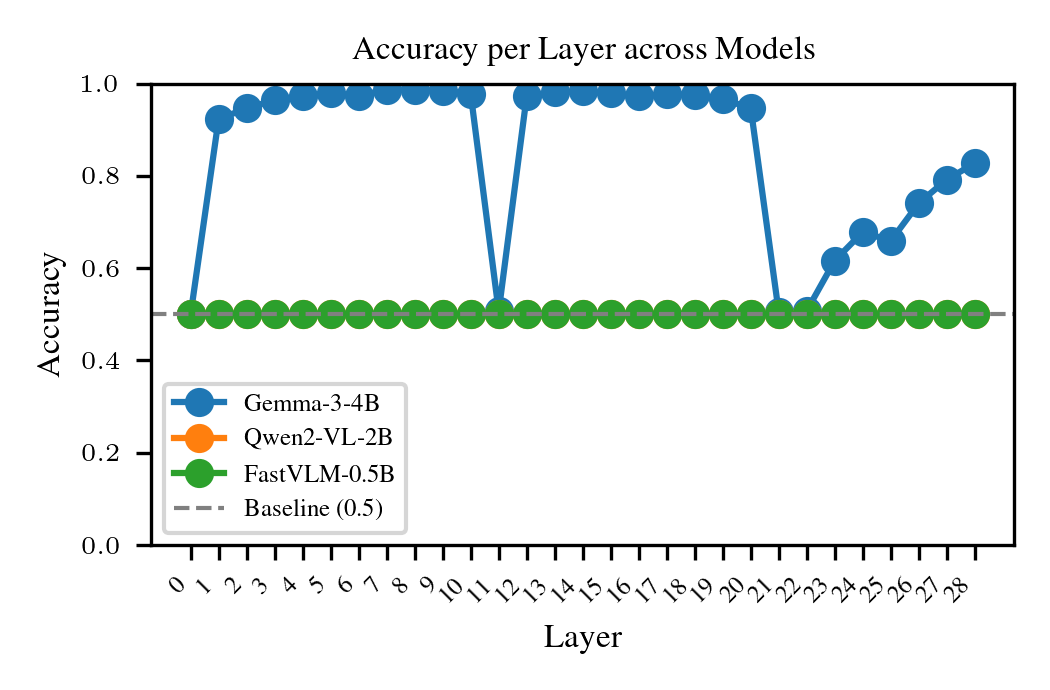 Accuracy per Layer across Models
1.0
0.8
0.6
0.4
0.2
0.0
Accuracy
Gemma-3-4B
Qwen2-VL-2B
FastVLM-0.5B
Baseline (0.5)
0 1 2 3 4 5 6 7 8 9 10 11 12 13 14 15 16 17 18 19 20 21 22 23 24 25 26 27 28
Layer